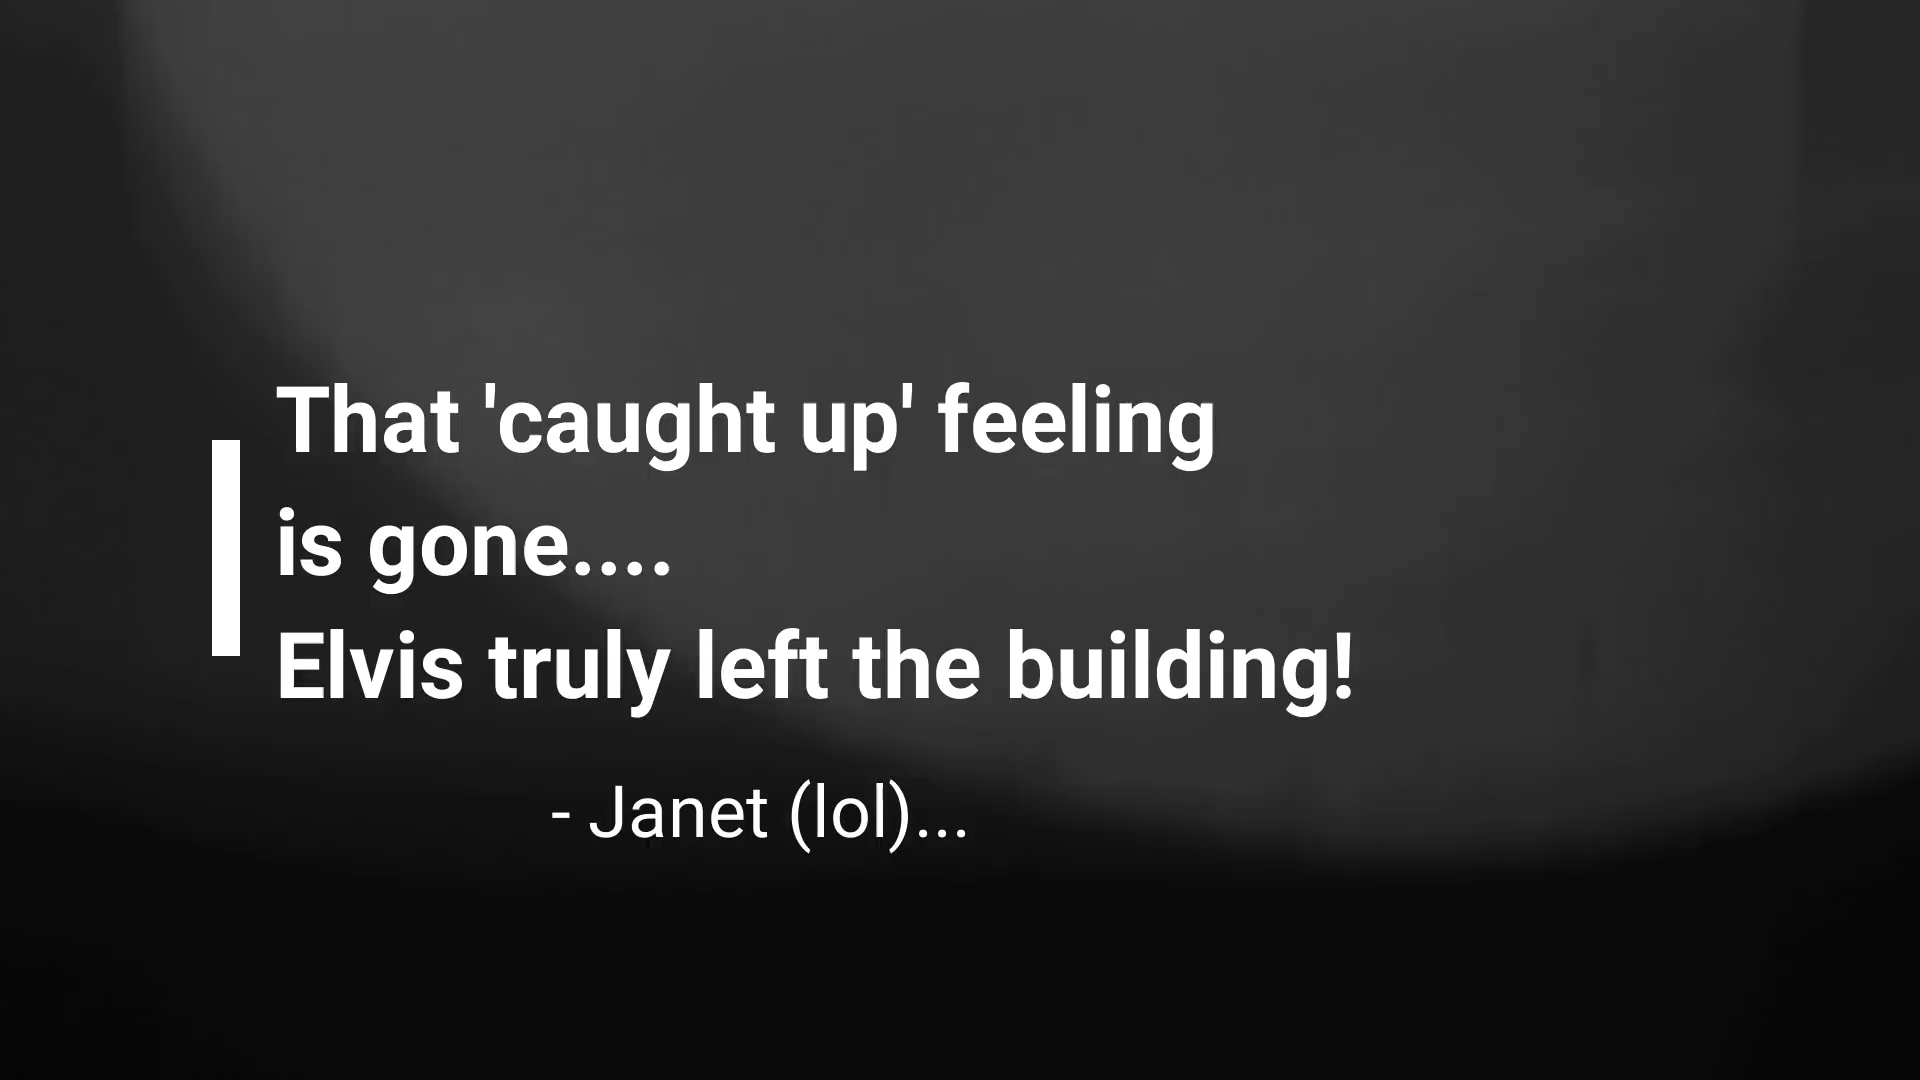 That 'caught up' feeling
is gone....
Elvis truly left the building!
- Janet (lol)...